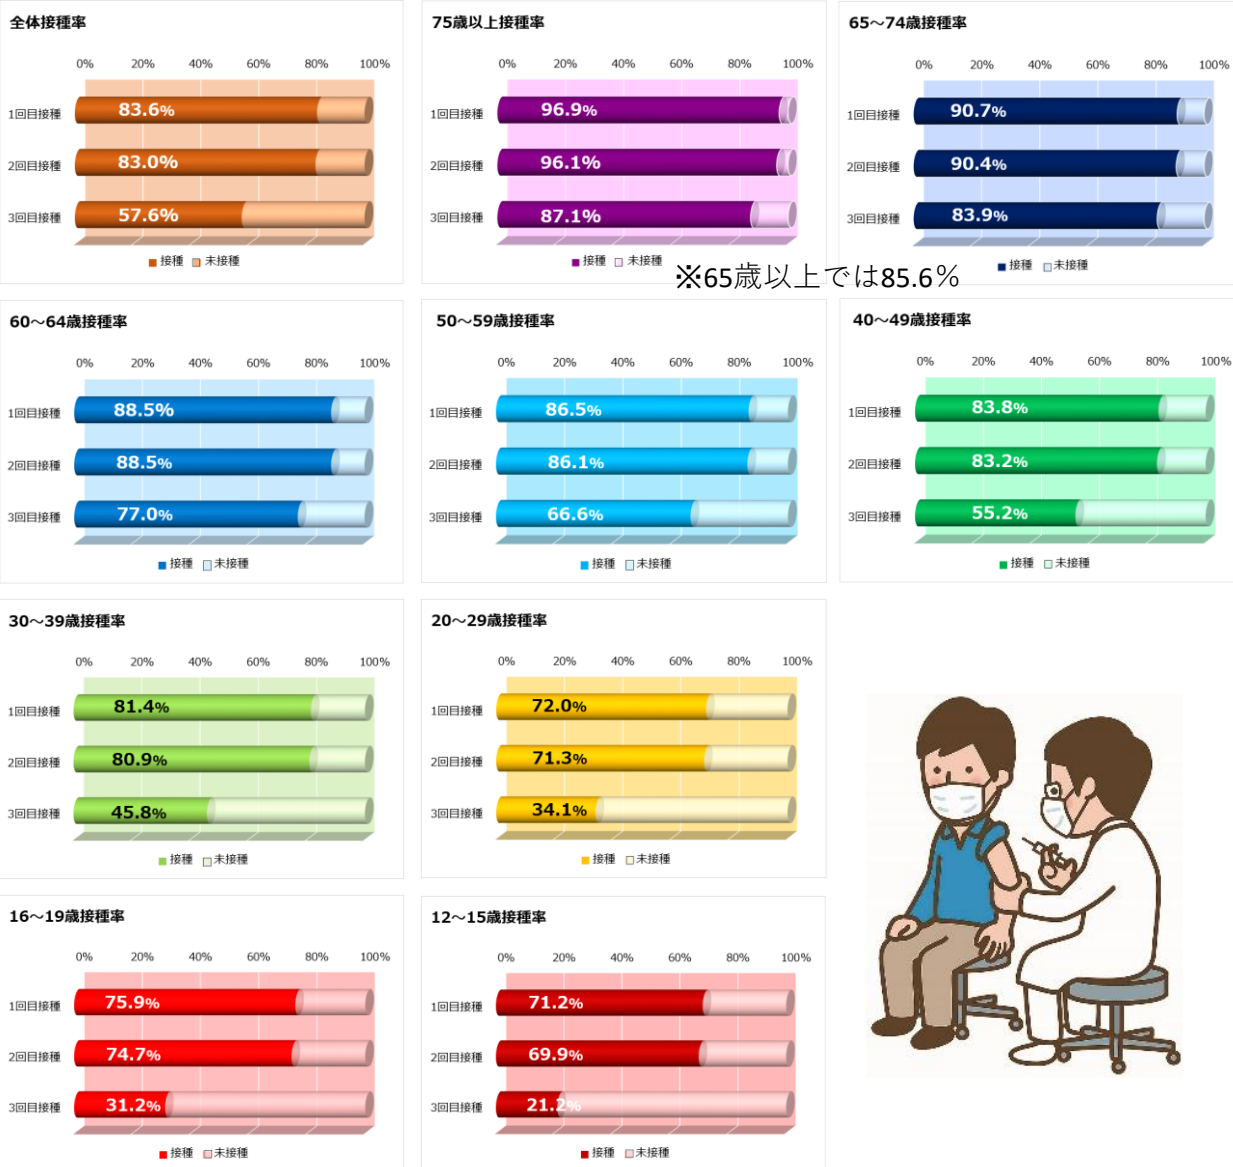 全体接種率
0% 20% 40% 60% 80% 100%
1回目接種 83.6%
2回目接種 83.0%
3回目接種 57.6%
接種 未接種
75歳以上接種率
0% 20% 40% 60% 80% 100%
1回目接種 96.9%
2回目接種 96.1%
3回目接種 87.1%
接種 未接種
65～74歳接種率
0% 20% 40% 60% 80% 100%
1回目接種 90.7%
2回目接種 90.4%
3回目接種 83.9%
接種 未接種
※65歳以上では85.6％
60～64歳接種率
0% 20% 40% 60% 80% 100%
1回目接種 88.5%
2回目接種 88.5%
3回目接種 77.0%
接種 未接種
50～59歳接種率
0% 20% 40% 60% 80% 100%
1回目接種 86.5%
2回目接種 86.1%
3回目接種 66.6%
接種 未接種
40～49歳接種率
0% 20% 40% 60% 80% 100%
1回目接種 83.8%
2回目接種 83.2%
3回目接種 55.2%
接種 未接種
30～39歳接種率
0% 20% 40% 60% 80% 100%
1回目接種 81.4%
2回目接種 80.9%
3回目接種 45.8%
接種 未接種
20～29歳接種率
0% 20% 40% 60% 80% 100%
1回目接種 72.0%
2回目接種 71.3%
3回目接種 34.1%
接種 未接種
16～19歳接種率
0% 20% 40% 60% 80% 100%
1回目接種 75.9%
2回目接種 74.7%
3回目接種 31.2%
接種 未接種
12～15歳接種率
0% 20% 40% 60% 80% 100%
1回目接種 71.2%
2回目接種 69.9%
3回目接種 21.2%
接種 未接種